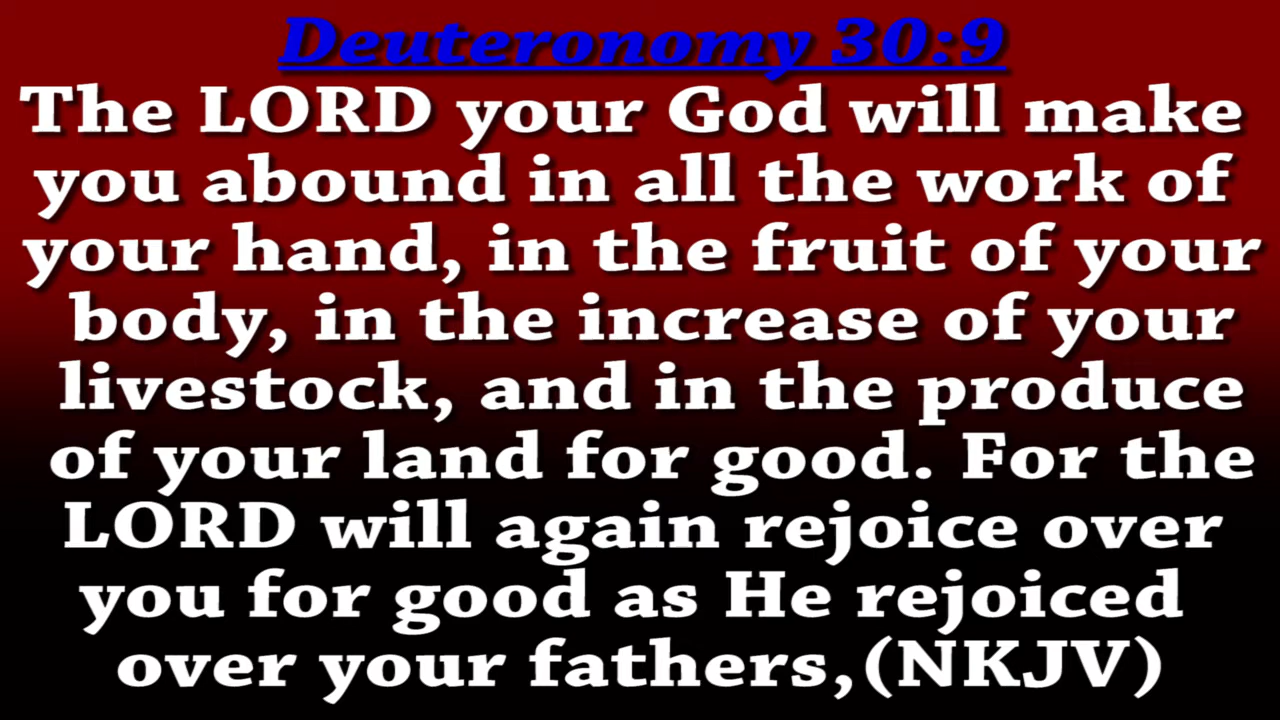 Deuteronomy 30:9
The LORD your God will make
you abound in all the work of
your hand, in the fruit of your
body, in the increase of your
livestock, and in the produce
of your land for good. For the
LORD will again rejoice over
you for good as He rejoiced
over your fathers,(NKJV)